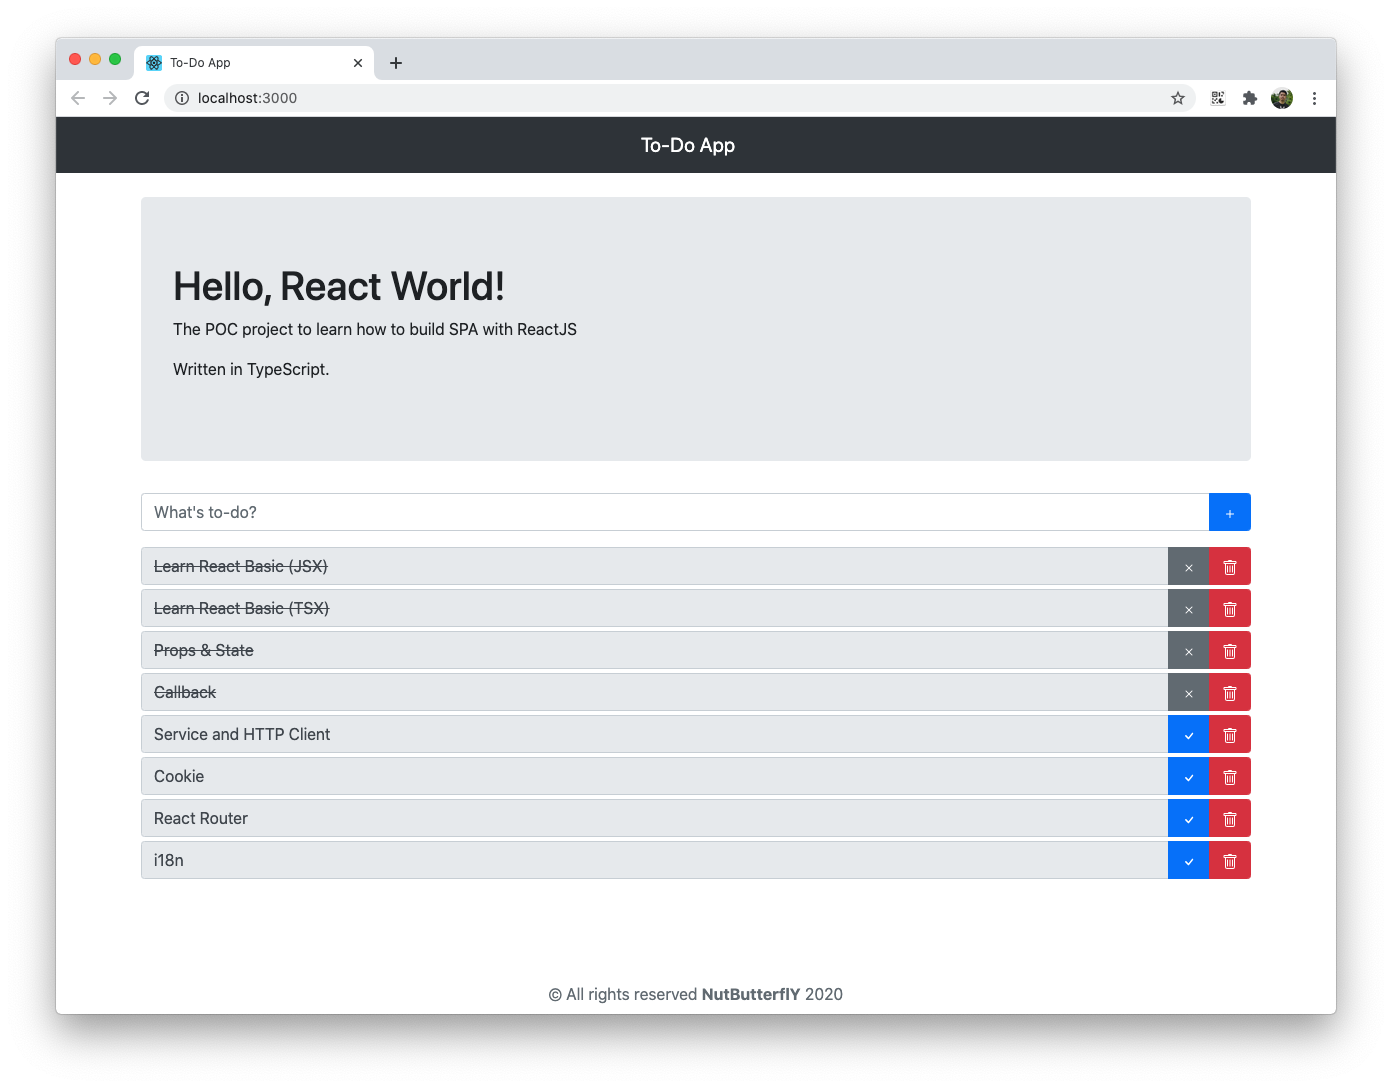 To-Do App
localhost:3000
To-Do App
Hello, React World!
The POC project to learn how to build SPA with ReactJS
Written in TypeScript.
What's to-do?
Learn React Basic (JSX)
Learn React Basic (TSX)
Props & State
Callback
Service and HTTP Client
Cookie
React Router
i18n
© All rights reserved NutButterflY 2020